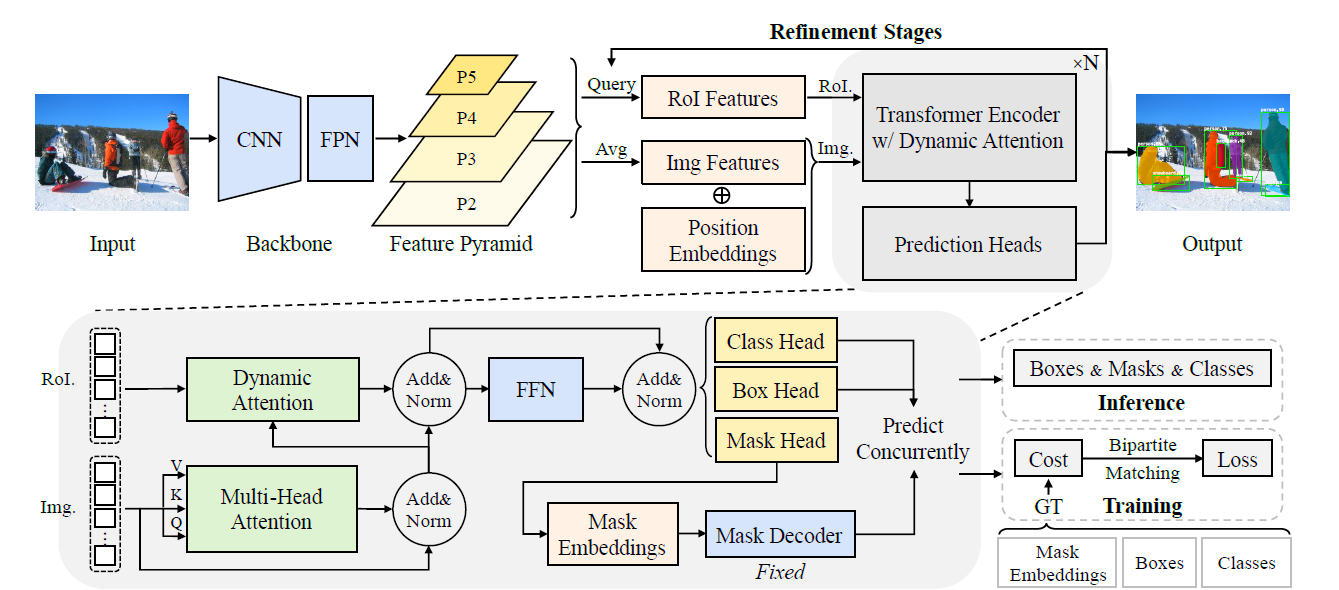 Refinement Stages
×N
P5
P4
P3
P2
CNN
FPN
Query
RoI Features
RoI.
Avg
Img Features
Img.
⊕
Position
Embeddings
Transformer Encoder
w/ Dynamic Attention
Prediction Heads
Input
Backbone
Feature Pyramid
Output
RoI.
Dynamic
Attention
Add&
Norm
FFN
Add&
Norm
Class Head
Box Head
Mask Head
Predict
Concurrently
Img.
V
K
Q
Multi-Head
Attention
Add&
Norm
Mask
Embeddings
Mask Decoder
Fixed
Boxes & Masks & Classes
Inference
Cost
Bipartite
Matching
Loss
GT
Training
Mask
Embeddings
Boxes
Classes